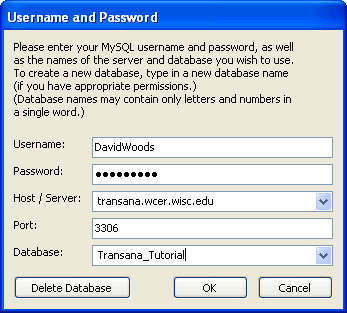 Username and Password
Please enter your MySQL username and password, as well
as the names of the server and database you wish to use.
To create a new database, type in a new database name
(if you have appropriate permissions.)
(Database names may contain only letters and numbers in
a single word.)
Username: DavidWoods
Password: ●●●●●●●●●
Host / Server: transana.wcer.wisc.edu
Port: 3306
Database: Transana_Tutorial
Delete Database OK Cancel